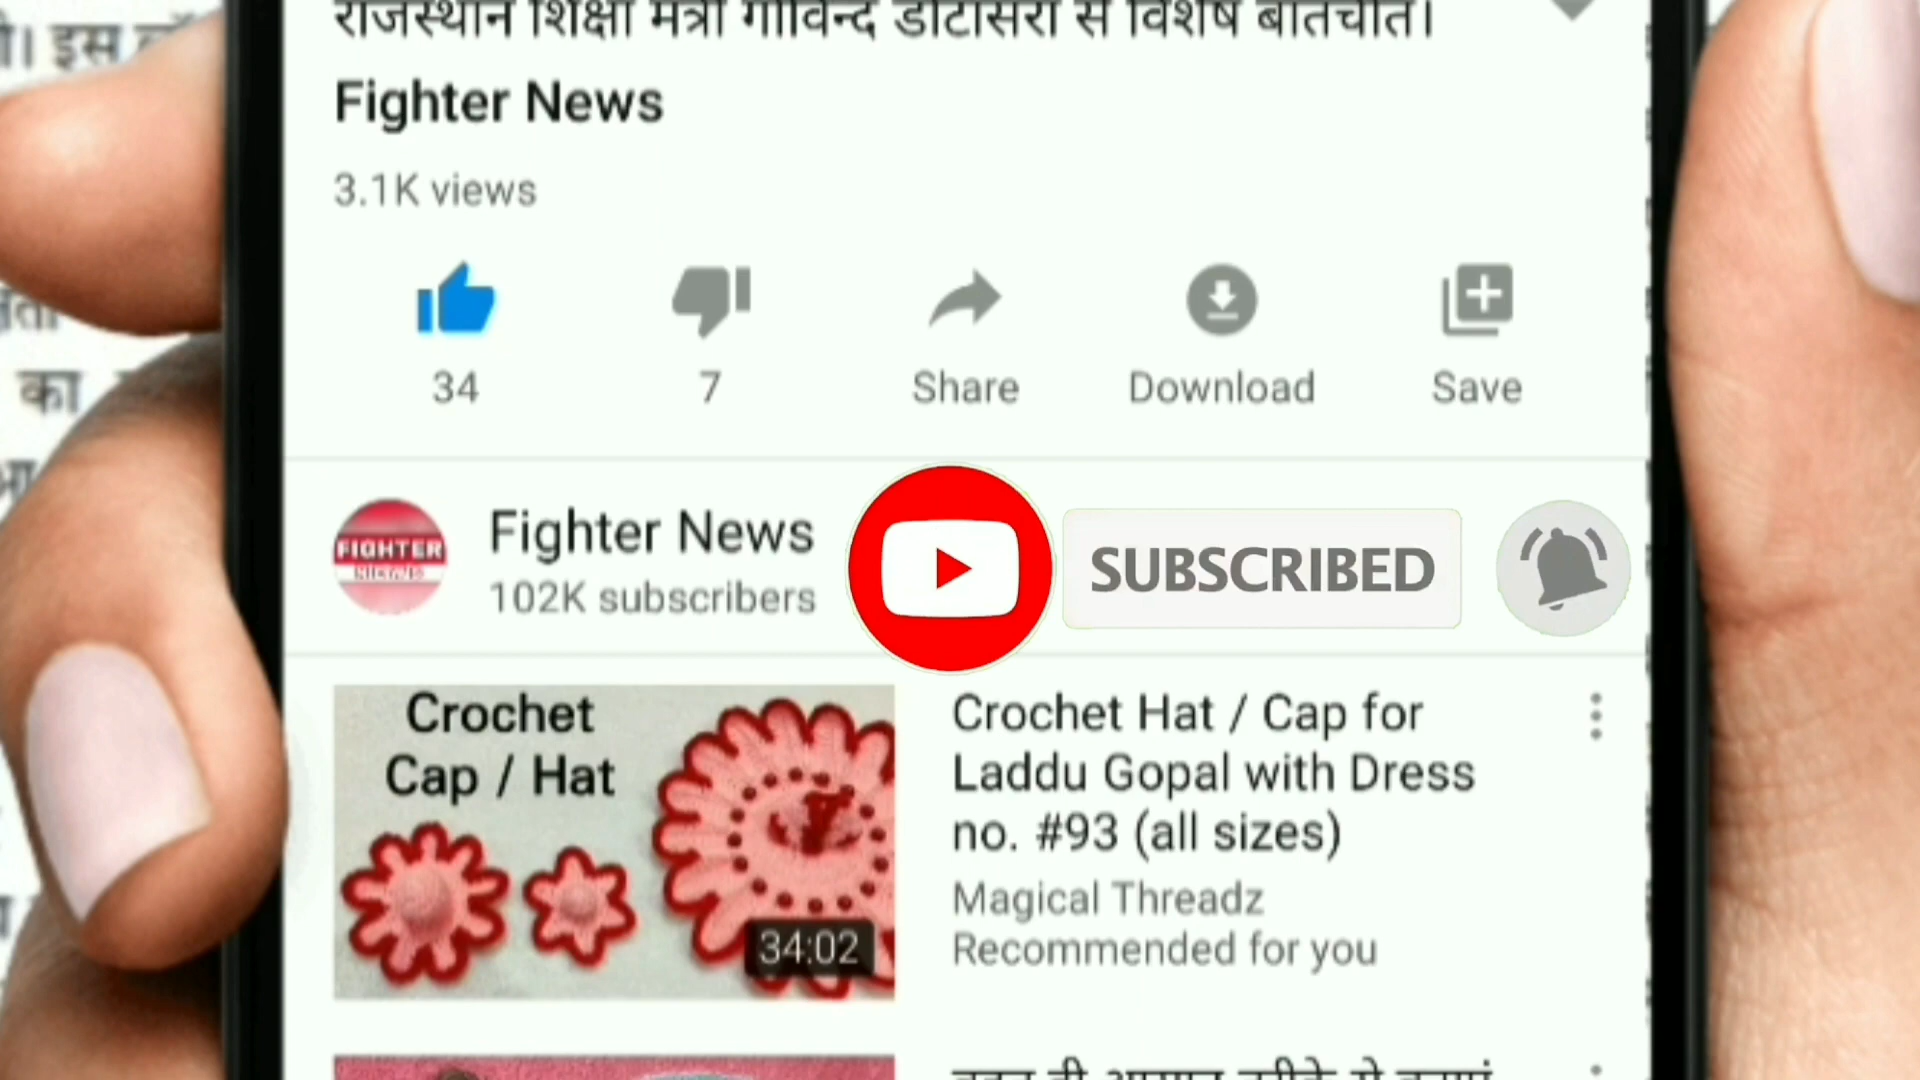 राजस्थान शिक्षा मंत्री गोविन्द डोटासरा से विशेष बातचीत।
Fighter News
3.1K views
34
7
Share
Download
Save
FIGHTER
Fighter News
102K subscribers
SUBSCRIBED
Crochet
Cap / Hat
34:02
Crochet Hat / Cap for
Laddu Gopal with Dress
no. #93 (all sizes)
Magical Threadz
Recommended for you
इस
का